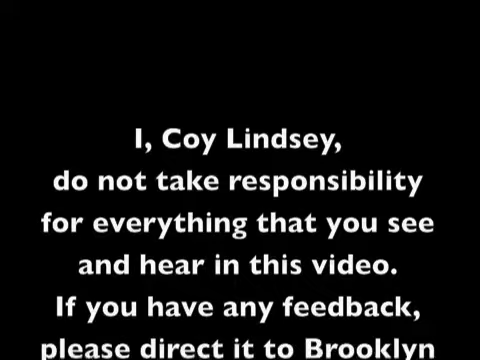 I, Coy Lindsey,
do not take responsibility
for everything that you see
and hear in this video.
If you have any feedback,
please direct it to Brooklyn